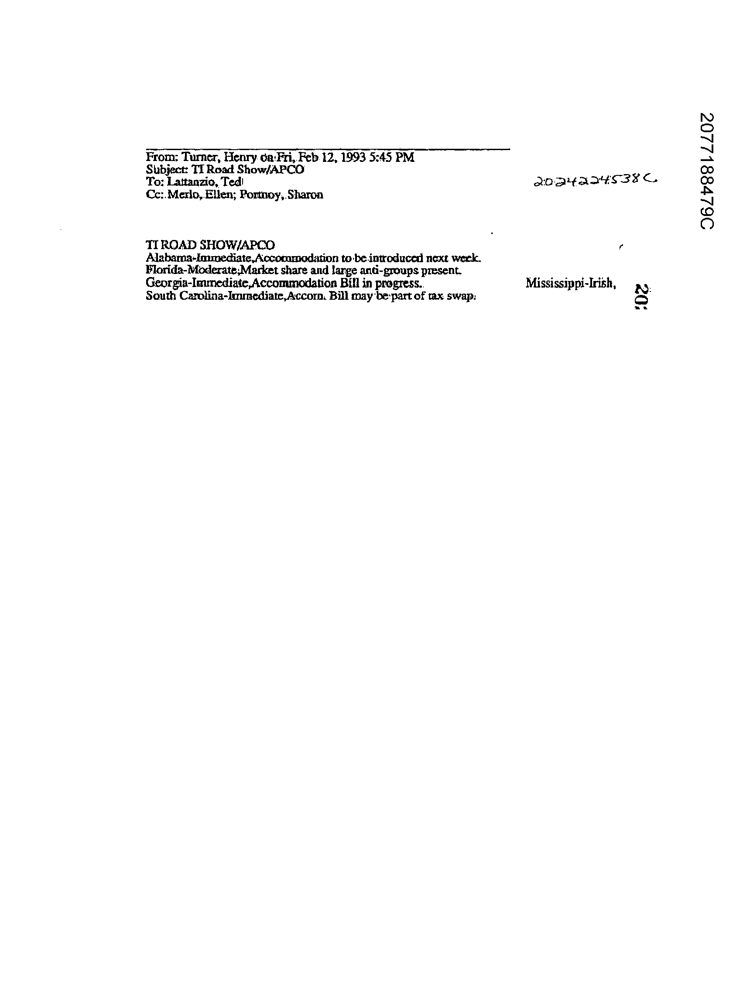 From: Turner, Henry on Fri, Feb 12, 1993 5:45 PM
Subject: TI Road Show/APCO
To: Lattanzio, Ted
Cc: Merlo, Ellen; Portnoy, Sharon
2024224538C
2077188479C
TI ROAD SHOW/APCO
Alabama-Immediate,Accommodation to be introduced next week.
Florida-Moderate;Market share and large anti-groups present.
Georgia-Immediate,Accommodation Bill in progress.
Mississippi-Irish,
South Carolina-Immediate,Accom. Bill may be part of tax swap.
20